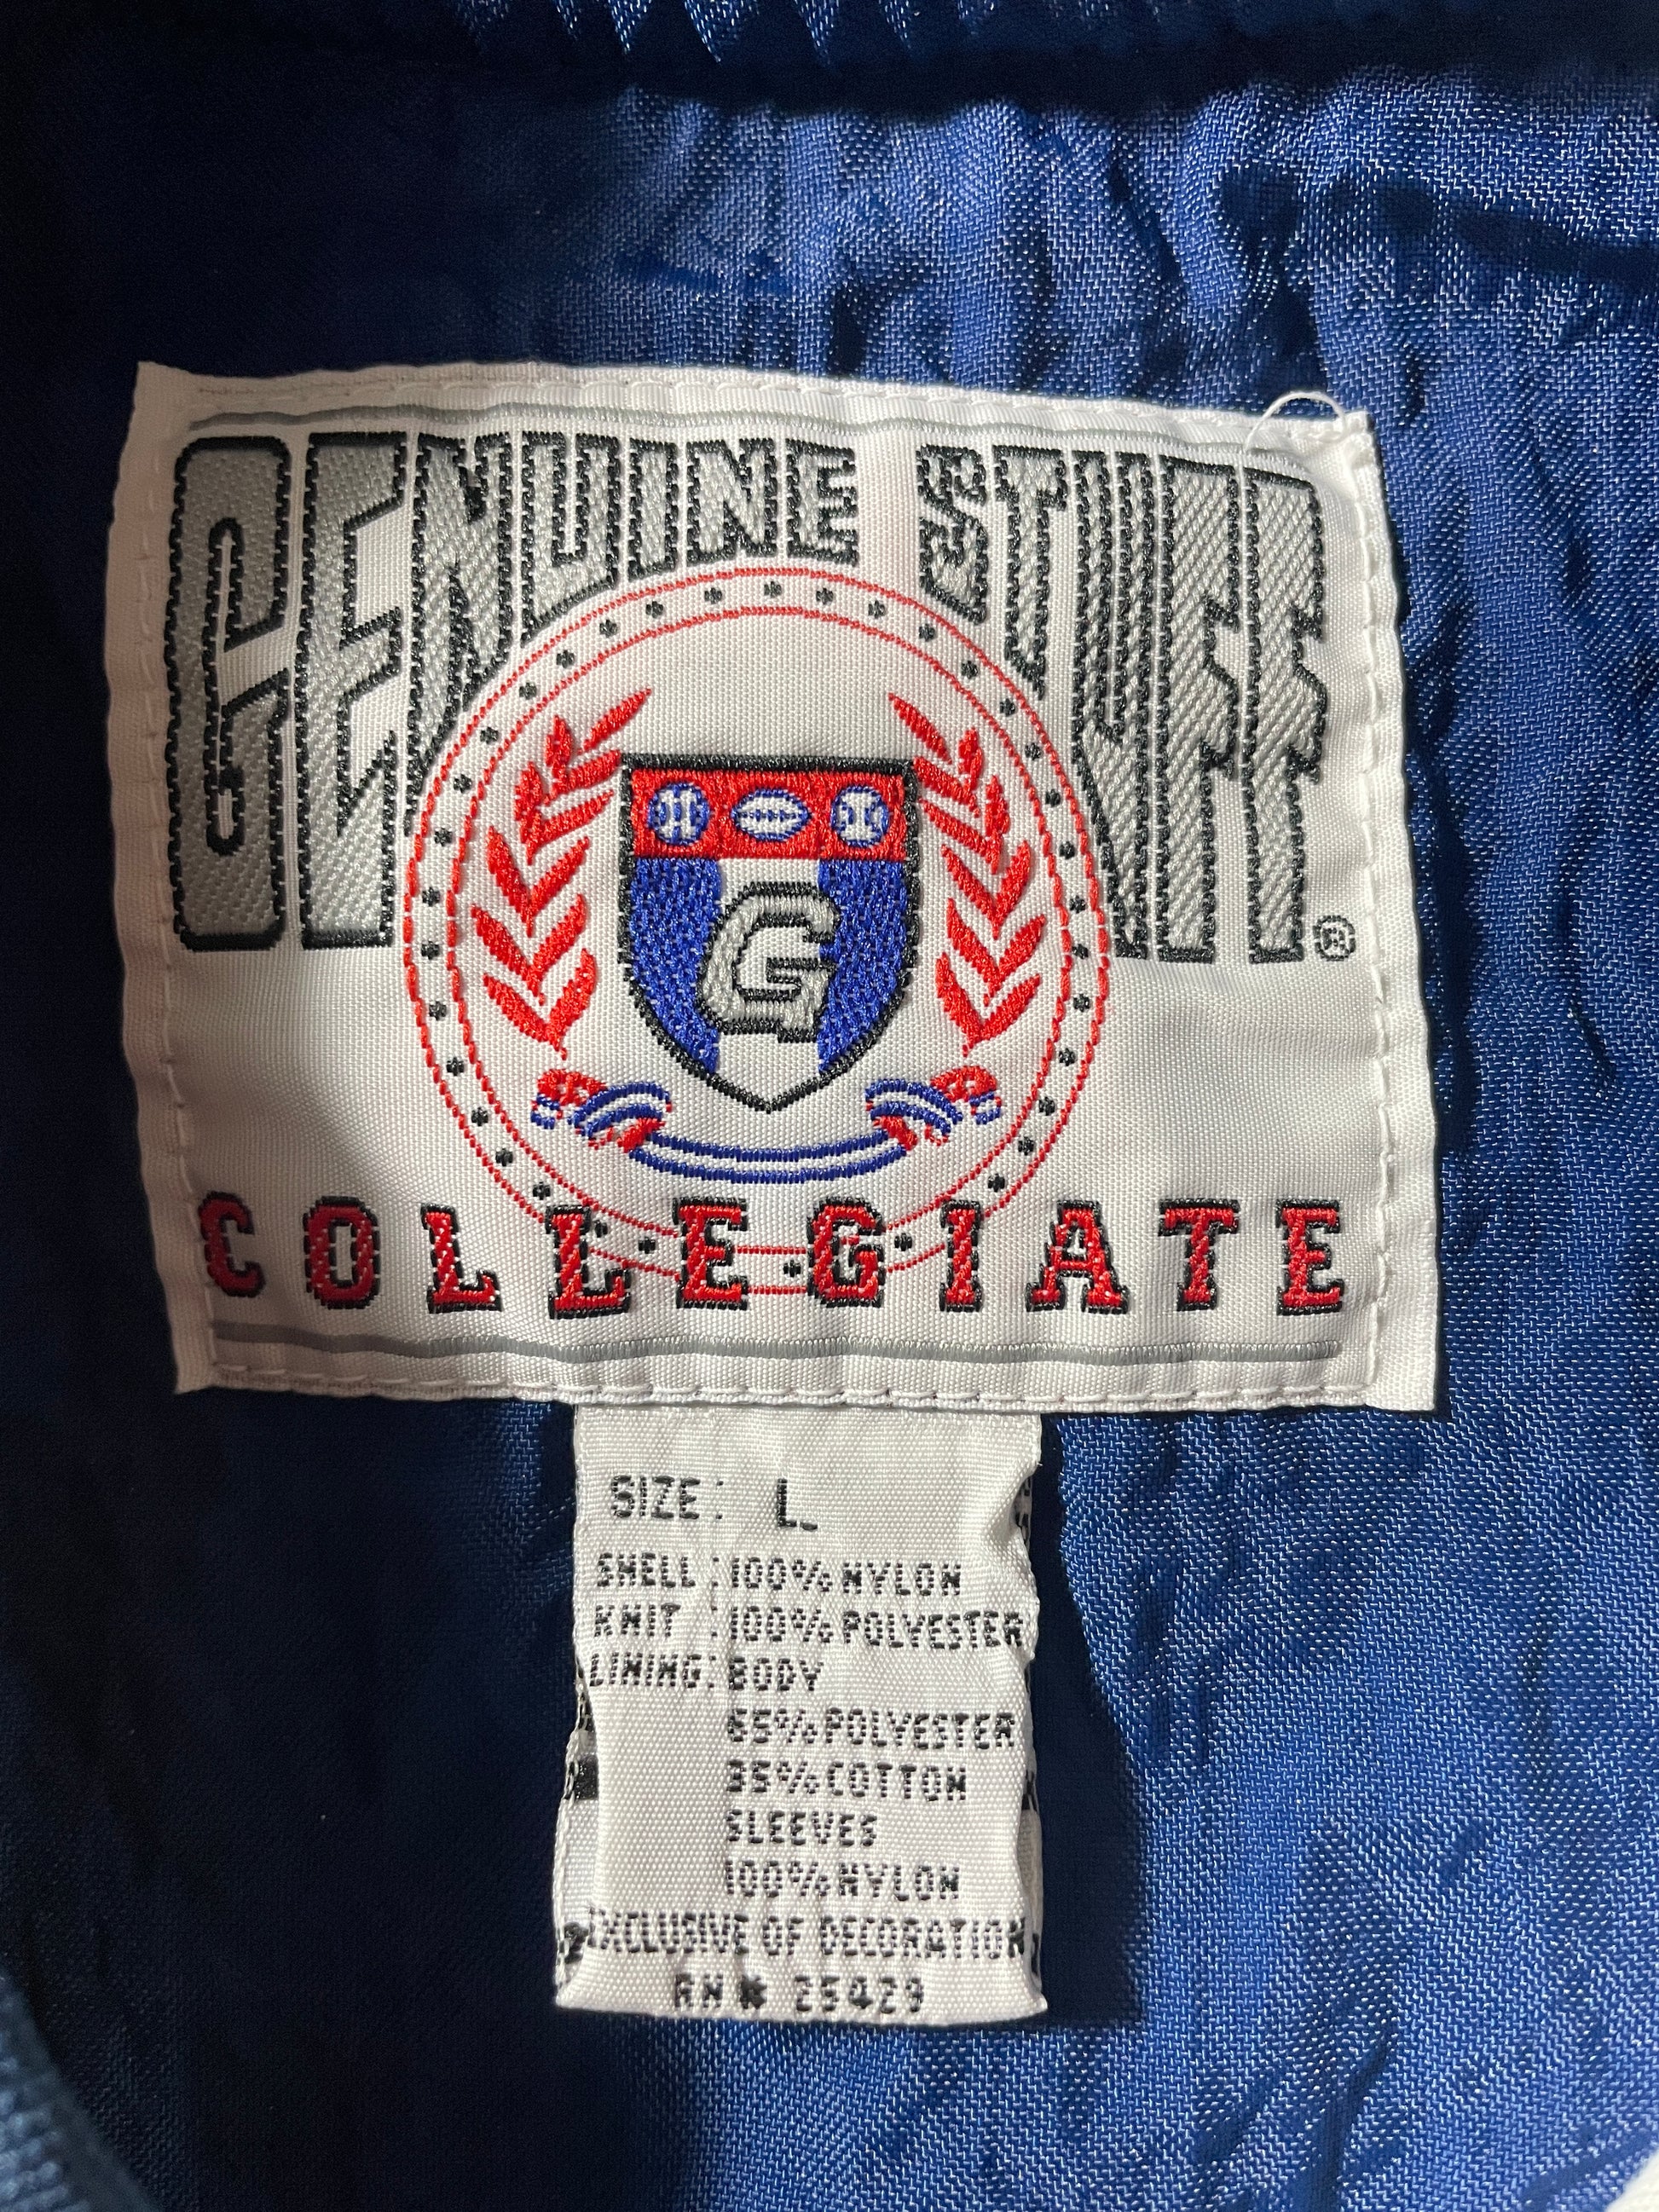 GENUINE STUFF ®
G
COLLEGIATE
SIZE: L
SHELL: 100% NYLON
KNIT : 100% POLYESTER
LINING: BODY
65% POLYESTER
35% COTTON
SLEEVES
100% NYLON
EXCLUSIVE OF DECORATION
RN# 25429